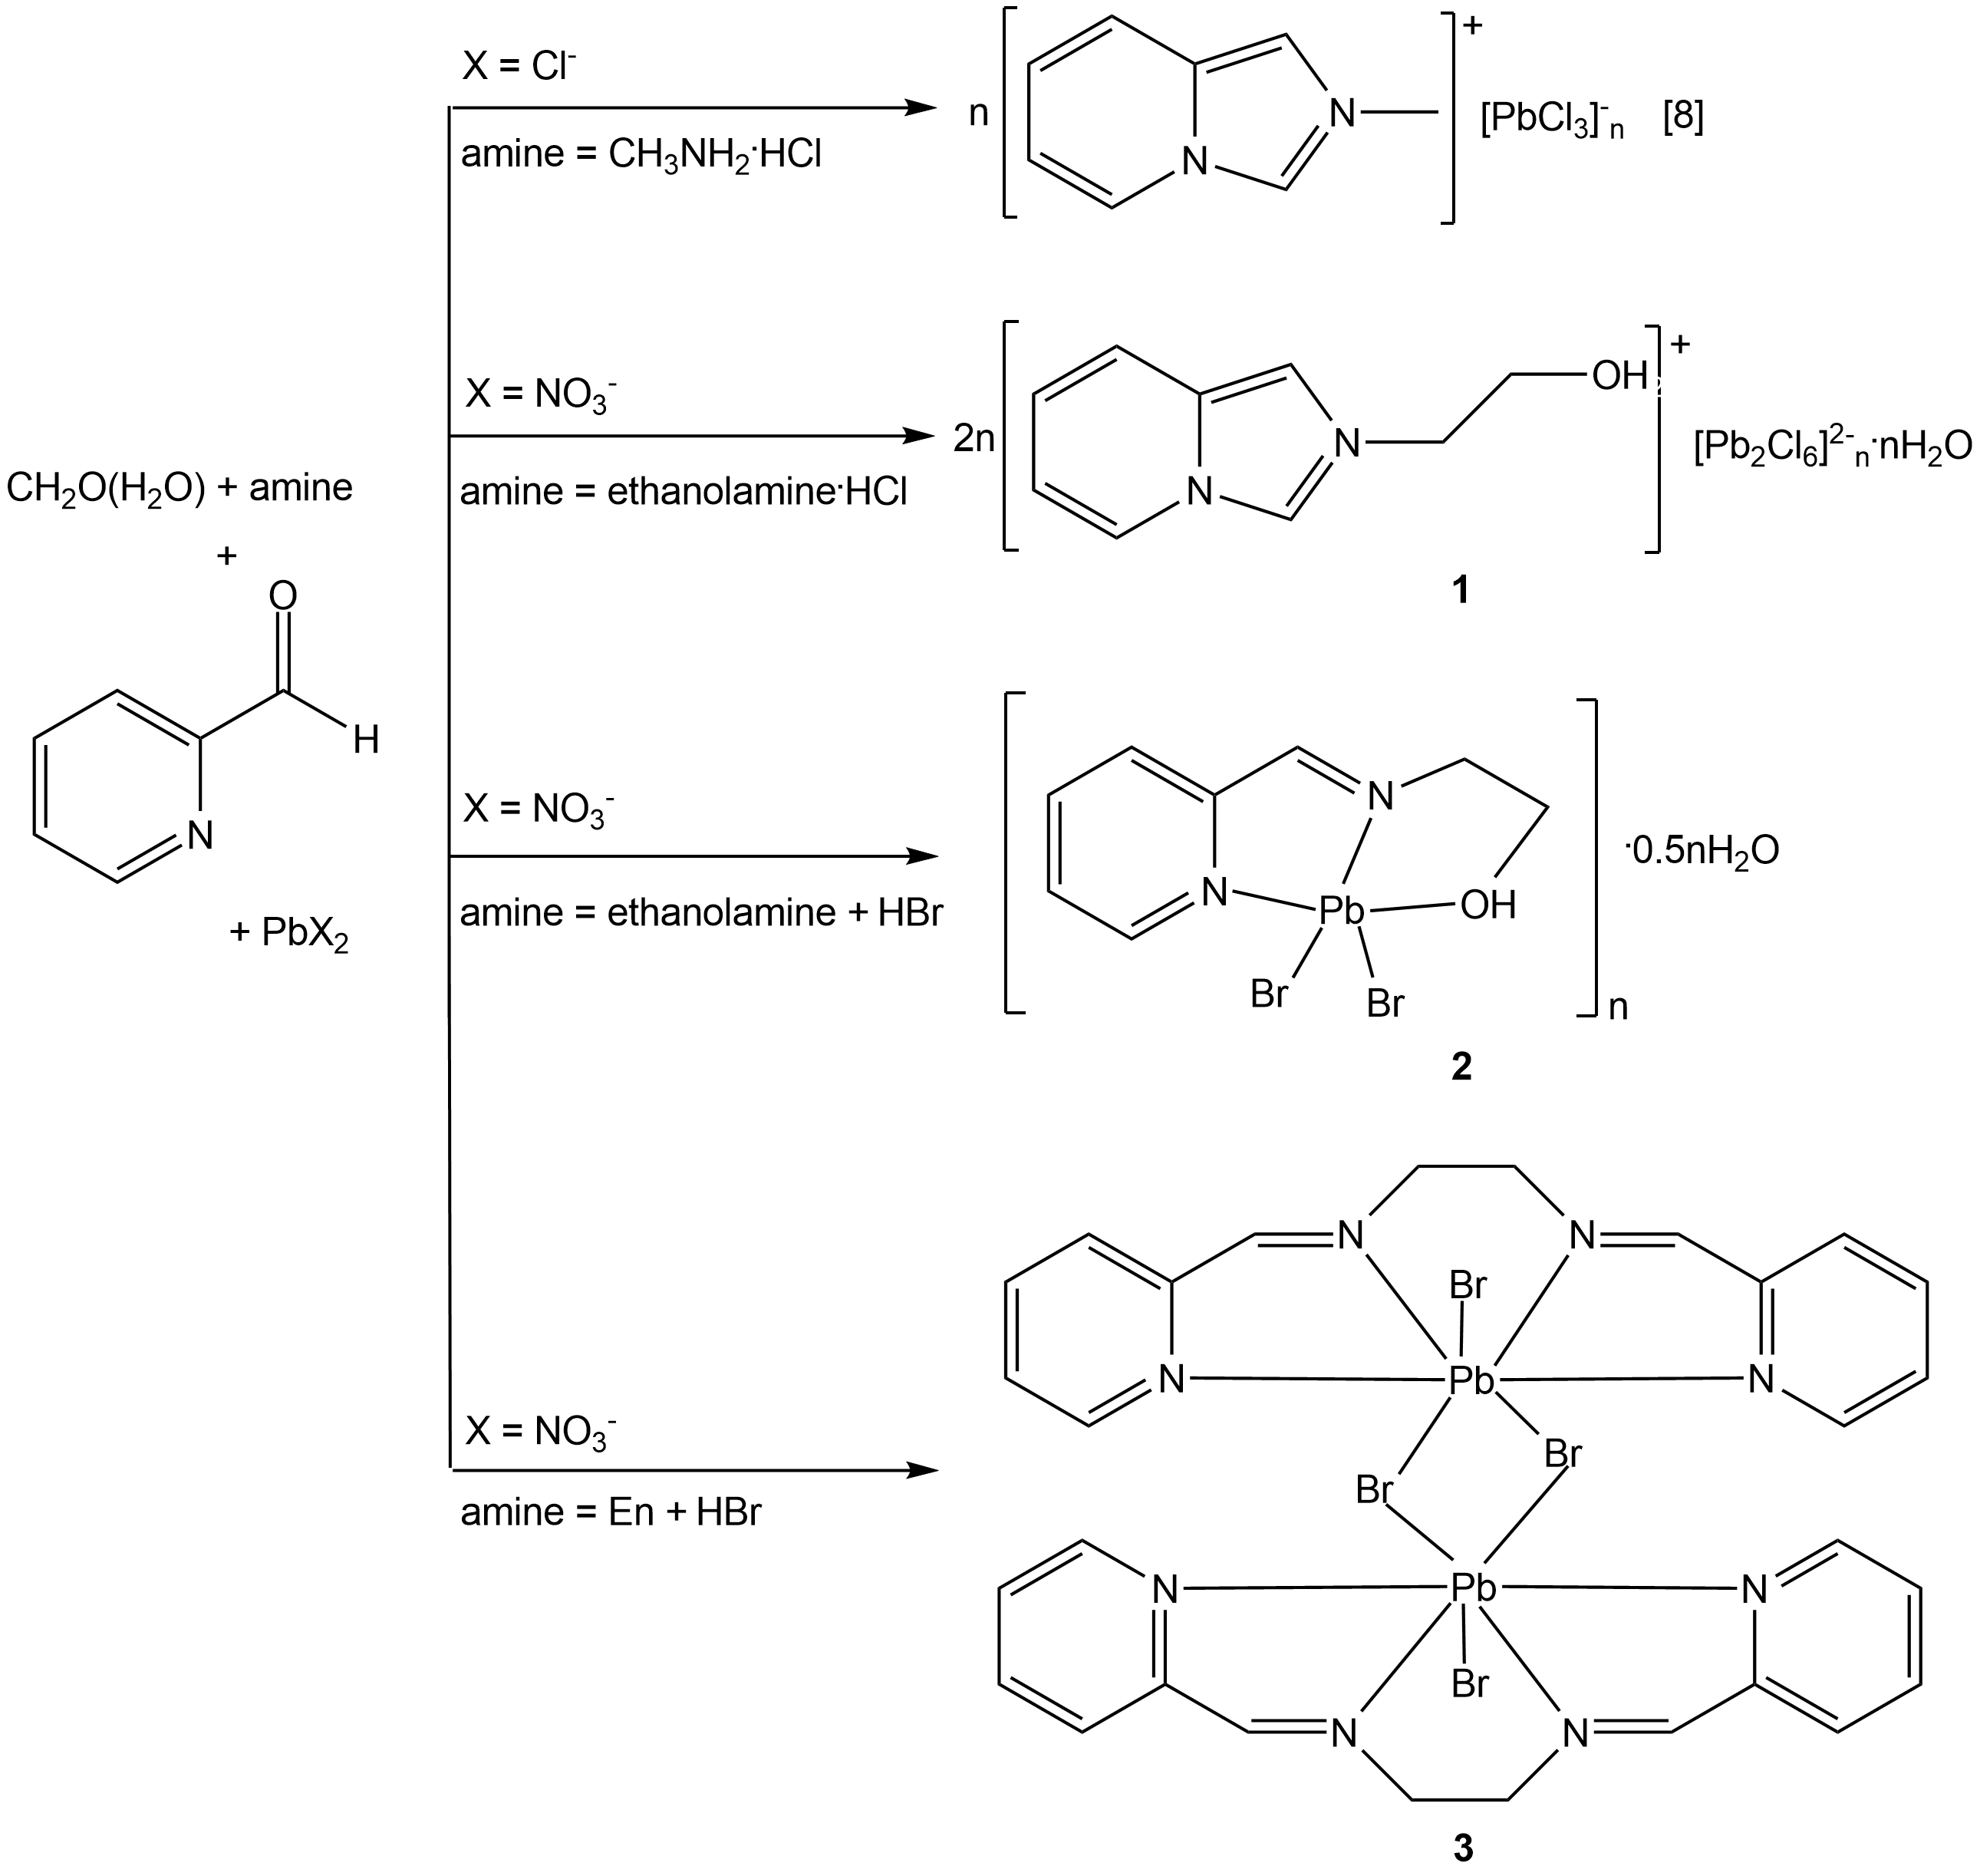 X = Cl⁻
amine = CH₃NH₂·HCl
n
N
N
+
[PbCl₃]⁻n [8]
X = NO₃⁻
amine = ethanolamine·HCl
2n
N
N
OH
+
[Pb₂Cl₆]²⁻n·nH₂O
1
CH₂O(H₂O) + amine
+
O
H
N
+ PbX₂
X = NO₃⁻
amine = ethanolamine + HBr
N
N
Pb
OH
Br
Br
n
·0.5nH₂O
2
X = NO₃⁻
amine = En + HBr
N
N
Br
N
Pb
N
Br
Br
N
Pb
N
Br
N
N
3